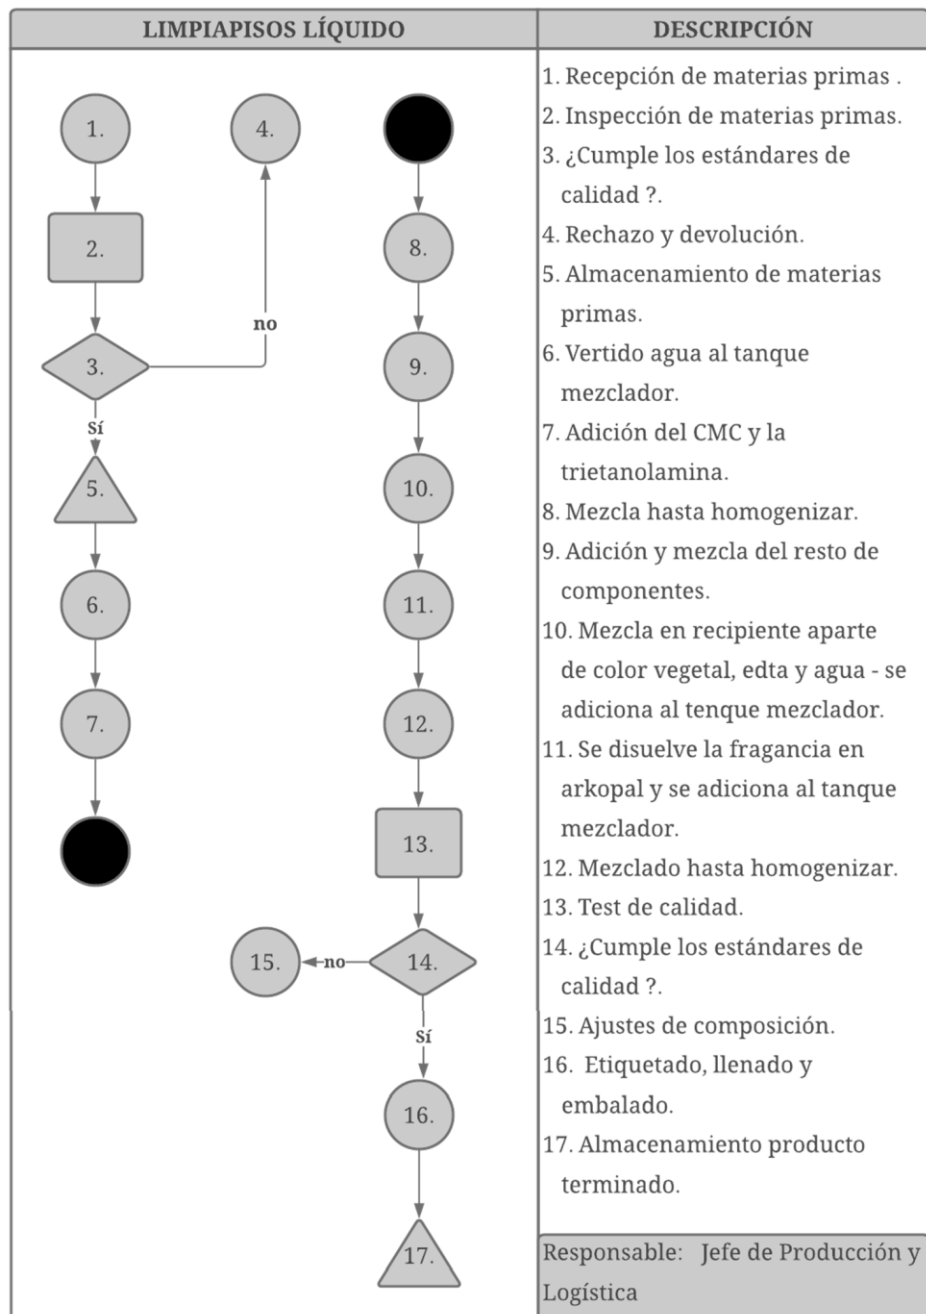 LIMPIAPISOS LÍQUIDO
DESCRIPCIÓN
1.
4.
2.
8.
no
3.
9.
Sí
5.
10.
6.
11.
7.
12.
13.
15.
no
14.
Sí
16.
17.
1. Recepción de materias primas .
2. Inspección de materias primas.
3. ¿Cumple los estándares de
calidad ?.
4. Rechazo y devolución.
5. Almacenamiento de materias
primas.
6. Vertido agua al tanque
mezclador.
7. Adición del CMC y la
trietanolamina.
8. Mezcla hasta homogenizar.
9. Adición y mezcla del resto de
componentes.
10. Mezcla en recipiente aparte
de color vegetal, edta y agua - se
adiciona al tenque mezclador.
11. Se disuelve la fragancia en
arkopal y se adiciona al tanque
mezclador.
12. Mezclado hasta homogenizar.
13. Test de calidad.
14. ¿Cumple los estándares de
calidad ?.
15. Ajustes de composición.
16. Etiquetado, llenado y
embalado.
17. Almacenamiento producto
terminado.
Responsable: Jefe de Producción y
Logística